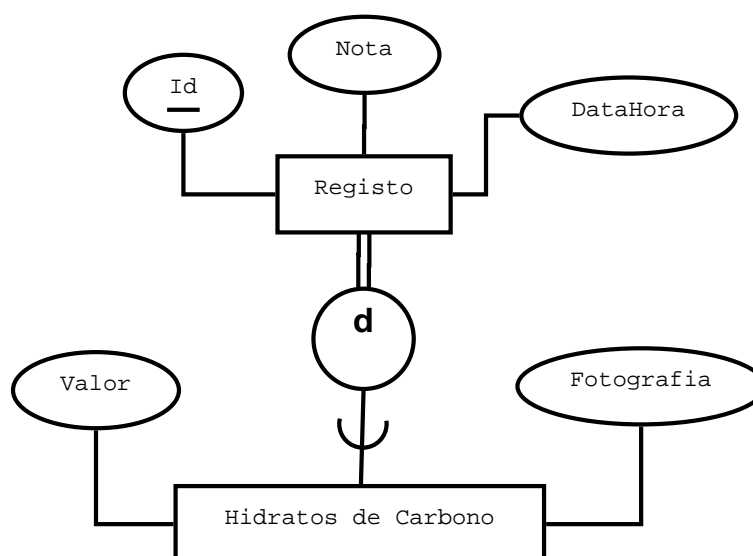 Nota
Id
DataHora
Registo
d
Valor
Fotografia
Hidratos de Carbono